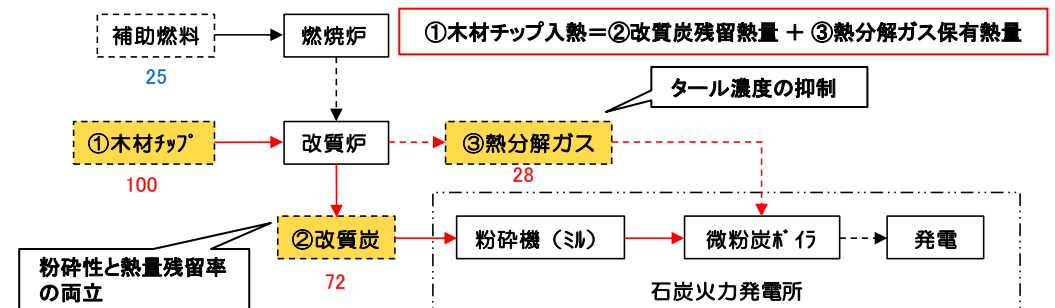 補助燃料
燃焼炉
①木材チップ入熱＝②改質炭残留熱量 + ③熱分解ガス保有熱量
25
タール濃度の抑制
①木材ﾁｯﾌﾟ
改質炉
③熱分解ガス
100
28
②改質炭
粉砕機（ﾐﾙ）
微粉炭ﾎﾞｲﾗ
発電
72
粉砕性と熱量残留率
の両立
石炭火力発電所